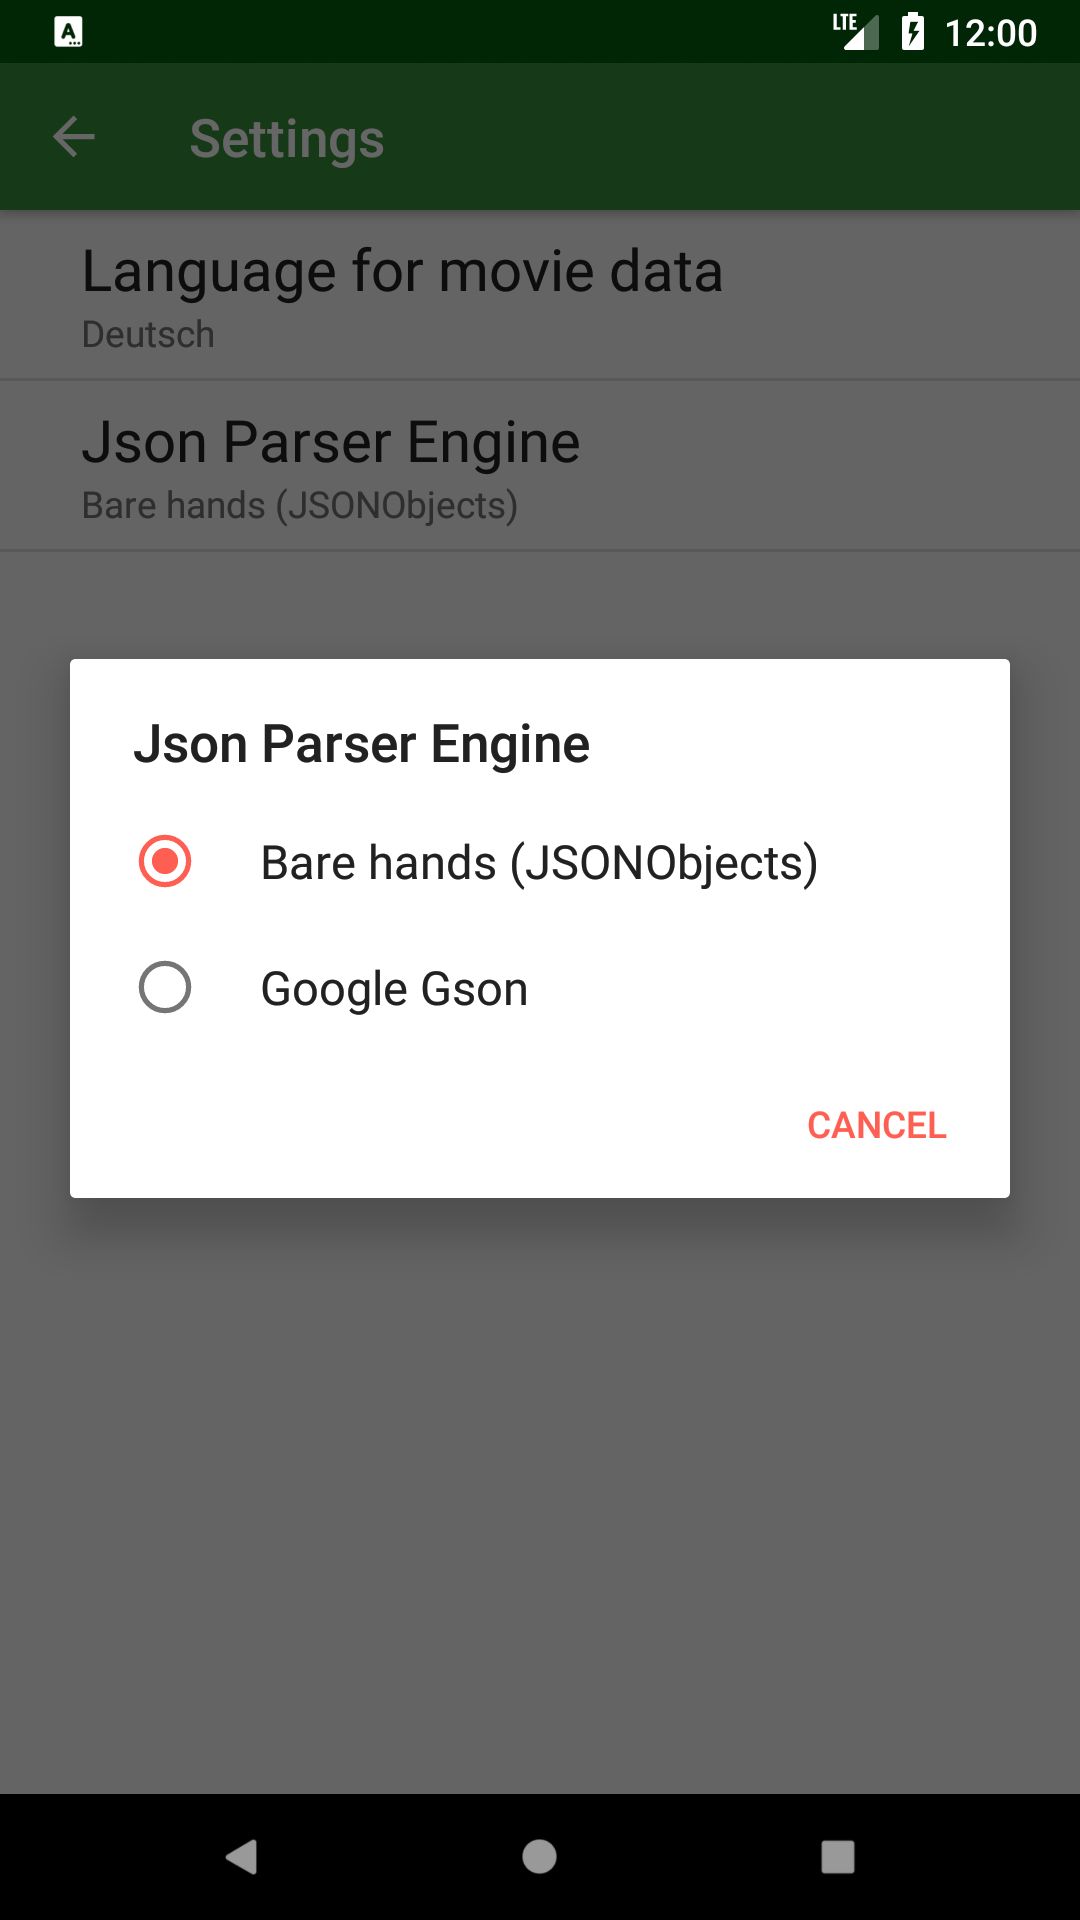 LTE 12:00
Settings
Language for movie data
Deutsch
Json Parser Engine
Bare hands (JSONObjects)
Json Parser Engine
Bare hands (JSONObjects)
Google Gson
CANCEL